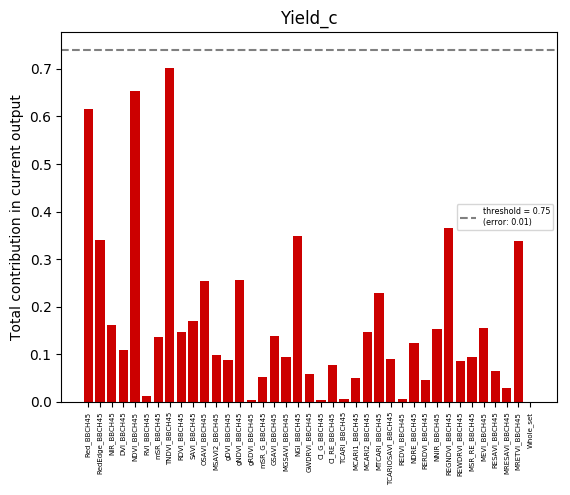 Yield_c
Total contribution in current output
0.7
0.6
0.5
0.4
0.3
0.2
0.1
0.0
threshold = 0.75
(error: 0.01)
Red_BBCH45
RedEdge_BBCH45
NIR_BBCH45
DVI_BBCH45
NDVI_BBCH45
RVI_BBCH45
mSR_BBCH45
TNDVI_BBCH45
RDVI_BBCH45
SAVI_BBCH45
OSAVI_BBCH45
MSAVI2_BBCH45
gDVI_BBCH45
gNDVI_BBCH45
gRDVI_BBCH45
mSR_G_BBCH45
GSAVI_BBCH45
MGSAVI_BBCH45
NGI_BBCH45
GWDRVI_BBCH45
CI_G_BBCH45
CI_RE_BBCH45
TCARI_BBCH45
MCARI1_BBCH45
MCARI2_BBCH45
MTCARI_BBCH45
TCARIOSAVI_BBCH45
REDVI_BBCH45
NDRE_BBCH45
RERDVI_BBCH45
NNIR_BBCH45
REGNDVI_BBCH45
REWDRVI_BBCH45
MSR_RE_BBCH45
MEVI_BBCH45
RESAVI_BBCH45
MRESAVI_BBCH45
MRETVI_BBCH45
Whole_set